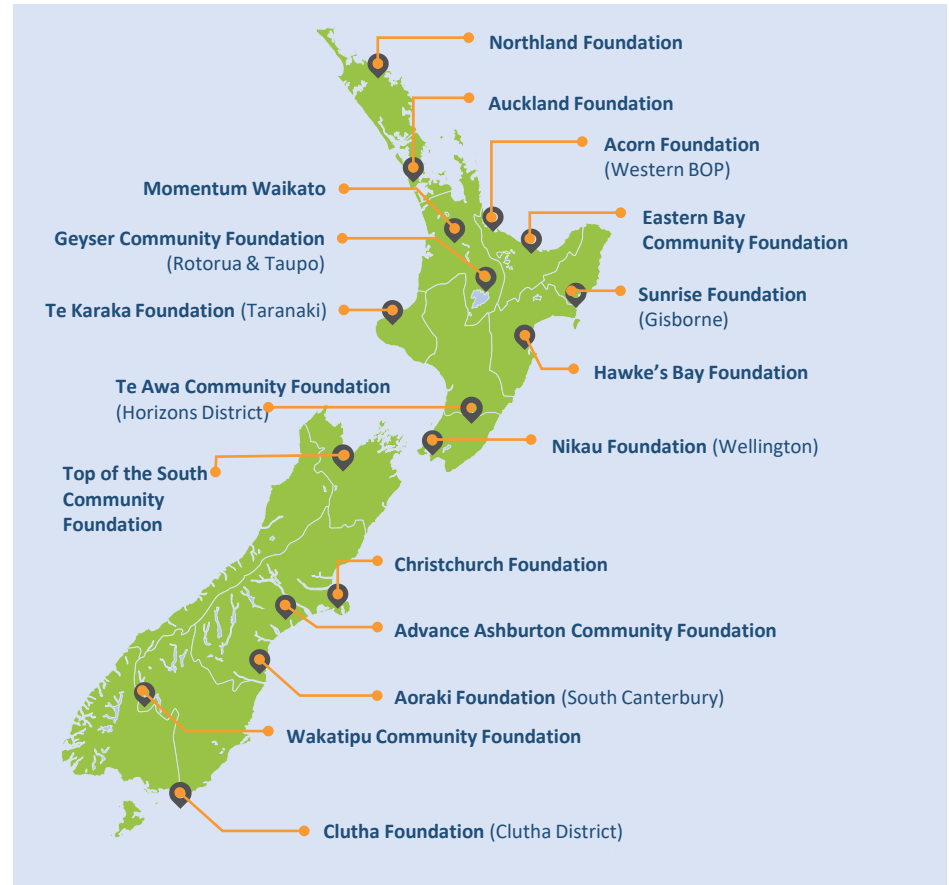 Northland Foundation
Auckland Foundation
Acorn Foundation
(Western BOP)
Momentum Waikato
Eastern Bay
Community Foundation
Geyser Community Foundation
(Rotorua & Taupo)
Sunrise Foundation
(Gisborne)
Te Karaka Foundation (Taranaki)
Hawke’s Bay Foundation
Te Awa Community Foundation
(Horizons District)
Nikau Foundation (Wellington)
Top of the South
Community
Foundation
Christchurch Foundation
Advance Ashburton Community Foundation
Aoraki Foundation (South Canterbury)
Wakatipu Community Foundation
Clutha Foundation (Clutha District)